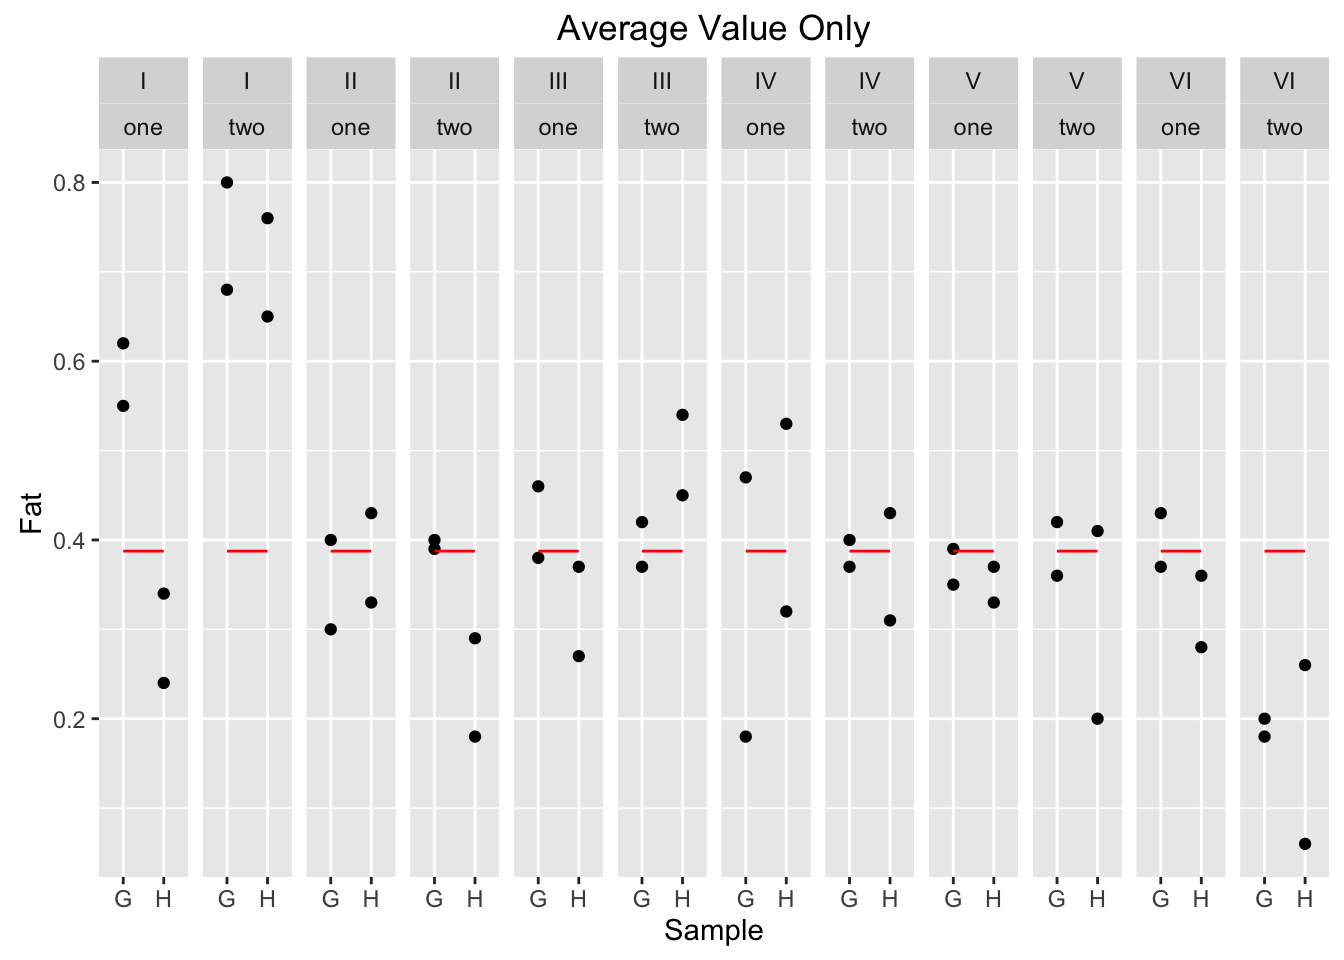 Average Value Only
I I II II III III IV IV V V VI VI
one two one two one two one two one two one two
0.8
0.6
0.4
0.2
Fat
G H G H G H G H G H G H G H G H G H G H G H G H
Sample